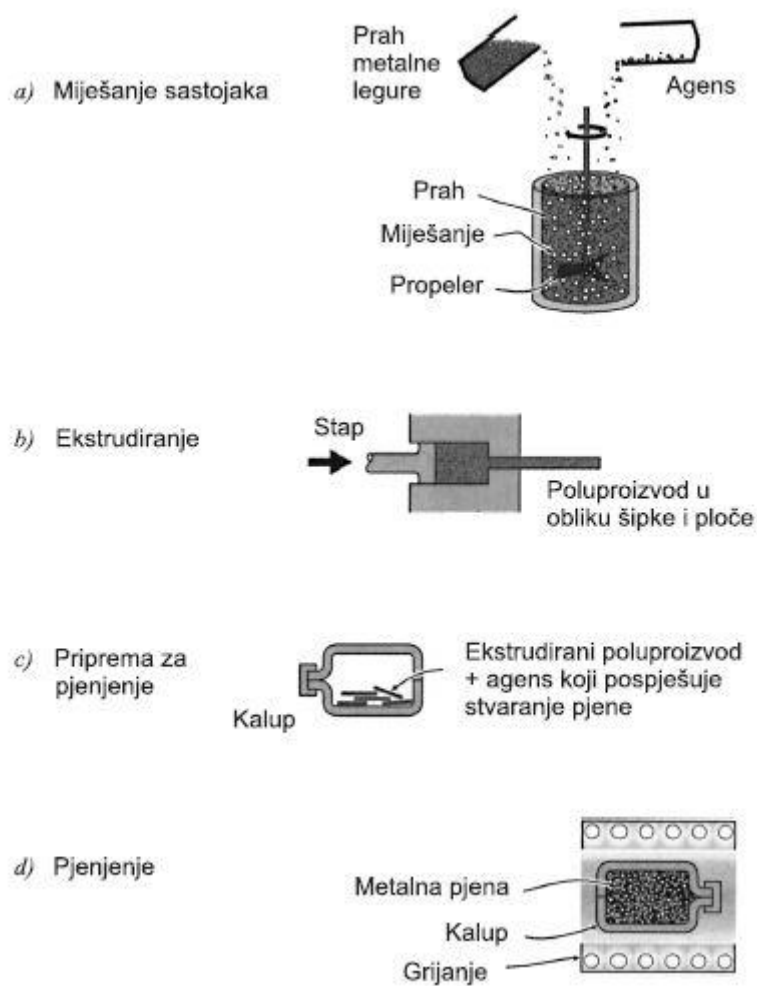 a) Miješanje sastojaka
Prah
metalne
legure
Agens
Prah
Miješanje
Propeler
b) Ekstrudiranje
Stap
Poluproizvod u
obliku šipke i ploče
c) Priprema za
pjenjenje
Kalup
Ekstrudirani poluproizvod
+ agens koji pospješuje
stvaranje pjene
d) Pjenjenje
Metalna pjena
Kalup
Grijanje